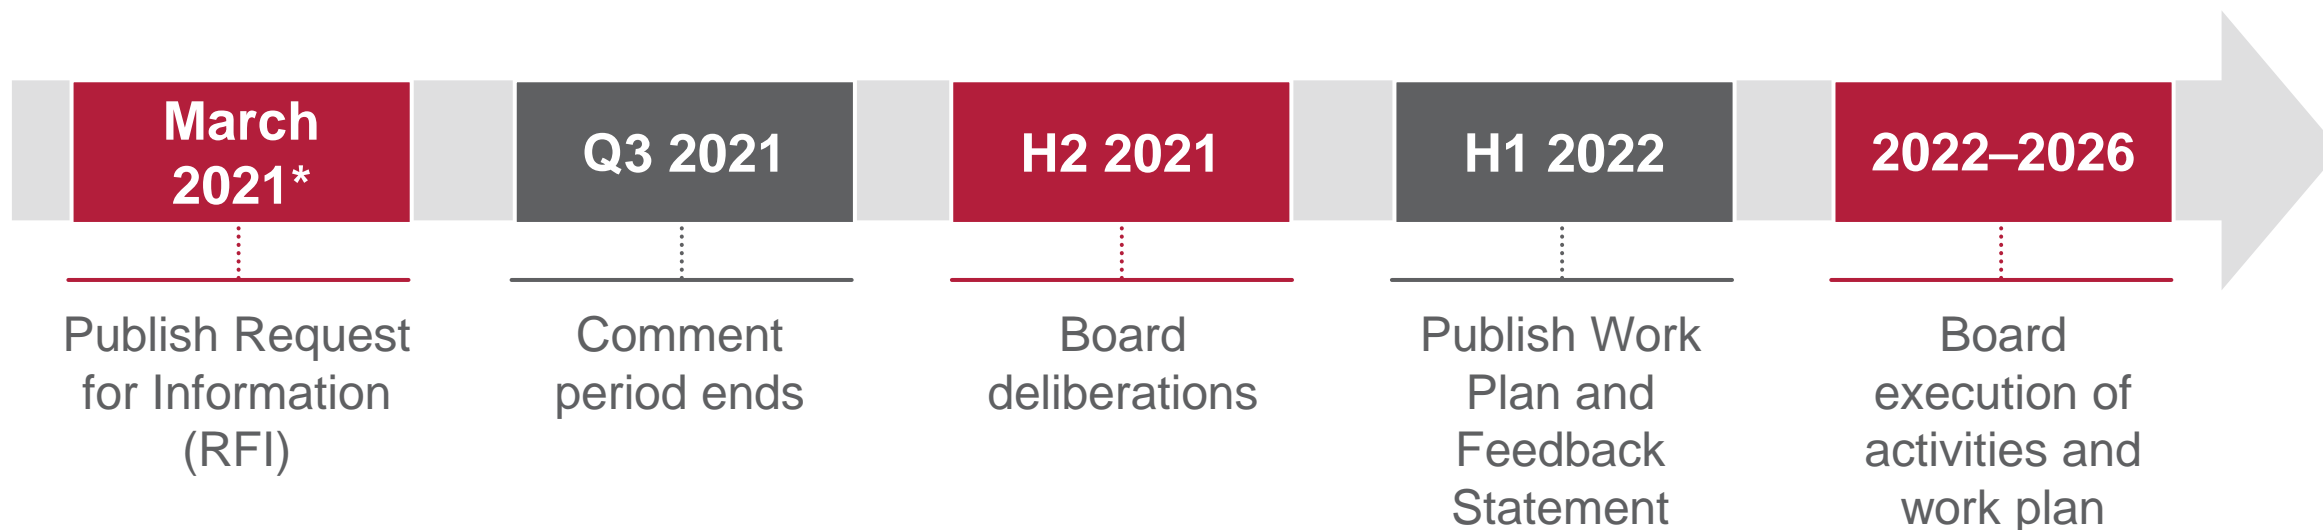 March
2021*
Q3 2021
H2 2021
H1 2022
2022–2026
Publish Request
for Information
(RFI)
Comment
period ends
Board
deliberations
Publish Work
Plan and
Feedback
Statement
Board
execution of
activities and
work plan